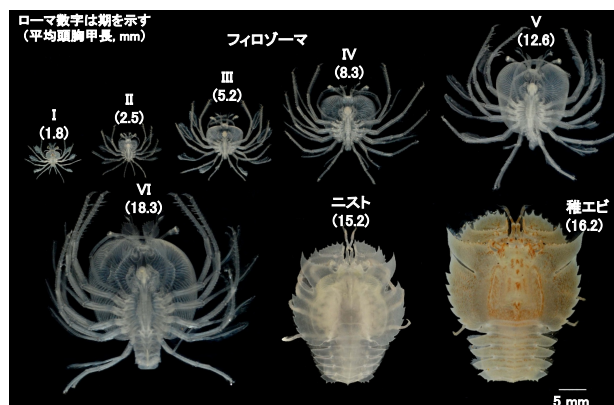 ローマ数字は期を示す
(平均頭胸甲長, mm)
フィロゾーマ
I
(1.8)
II
(2.5)
III
(5.2)
IV
(8.3)
V
(12.6)
VI
(18.3)
ニスト
(15.2)
稚エビ
(16.2)
5 mm